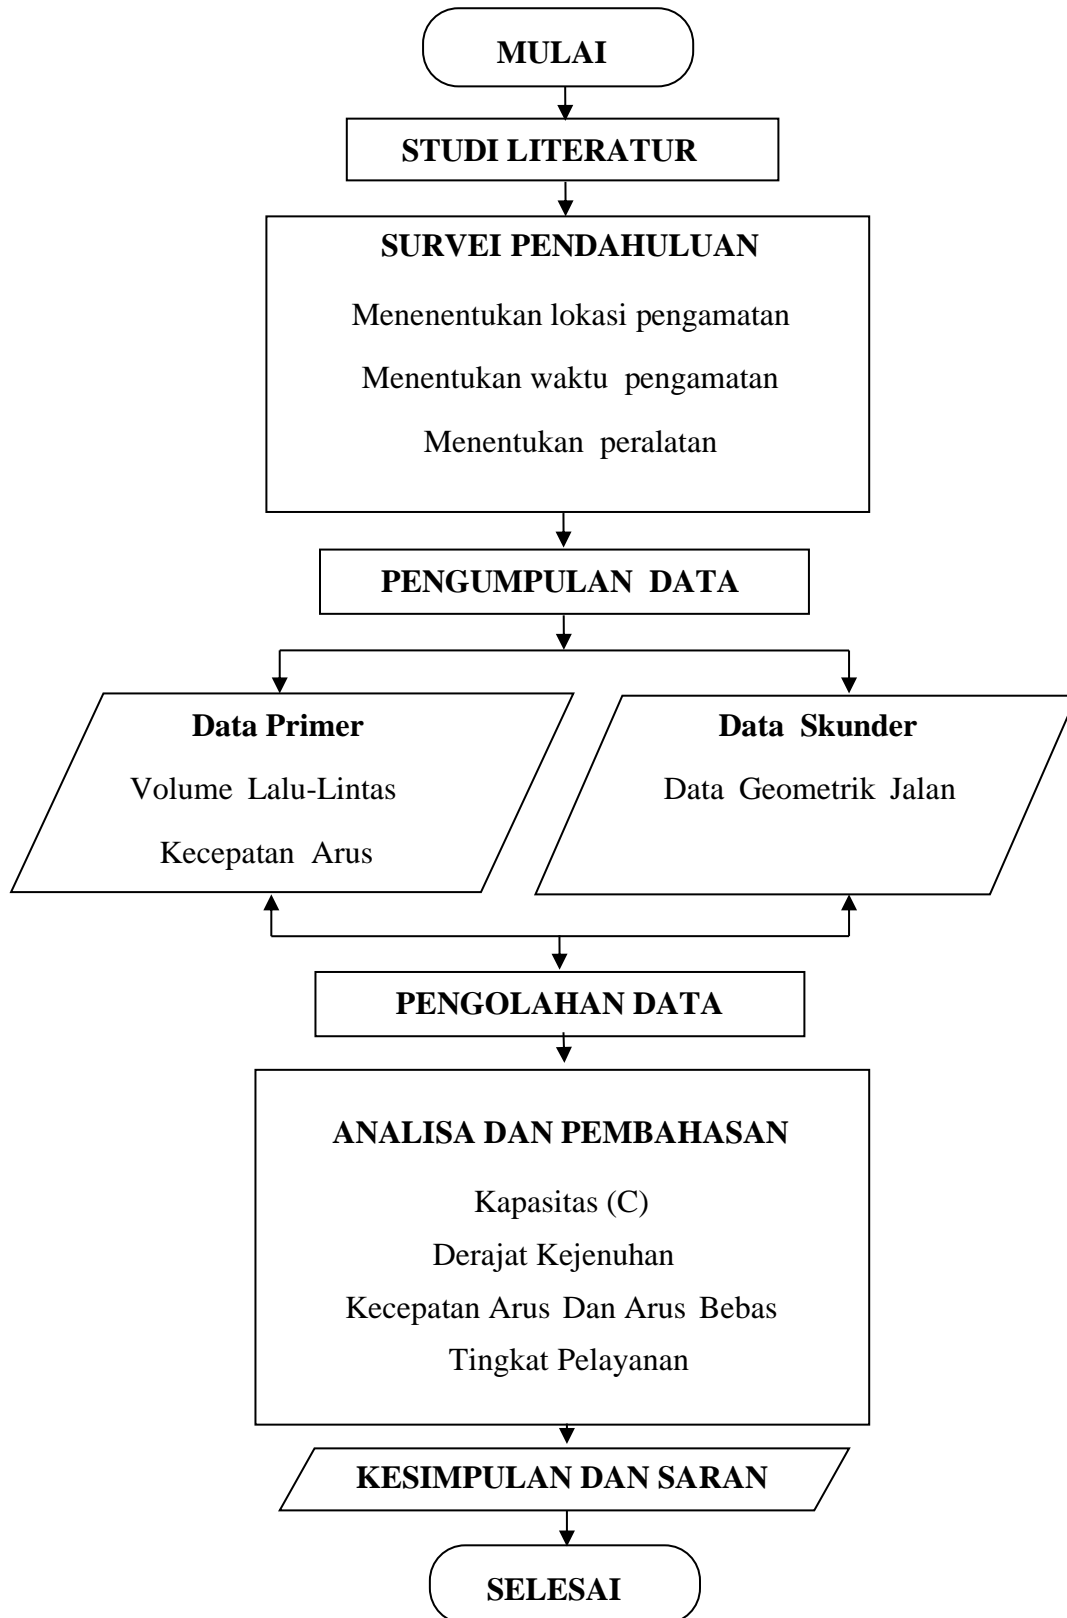 MULAI
STUDI LITERATUR
SURVEI PENDAHULUAN
Menenentukan lokasi pengamatan
Menentukan waktu pengamatan
Menentukan peralatan
PENGUMPULAN DATA
Data Primer
Volume Lalu-Lintas
Kecepatan Arus
Data Skunder
Data Geometrik Jalan
PENGOLAHAN DATA
ANALISA DAN PEMBAHASAN
Kapasitas (C)
Derajat Kejenuhan
Kecepatan Arus Dan Arus Bebas
Tingkat Pelayanan
KESIMPULAN DAN SARAN
SELESAI